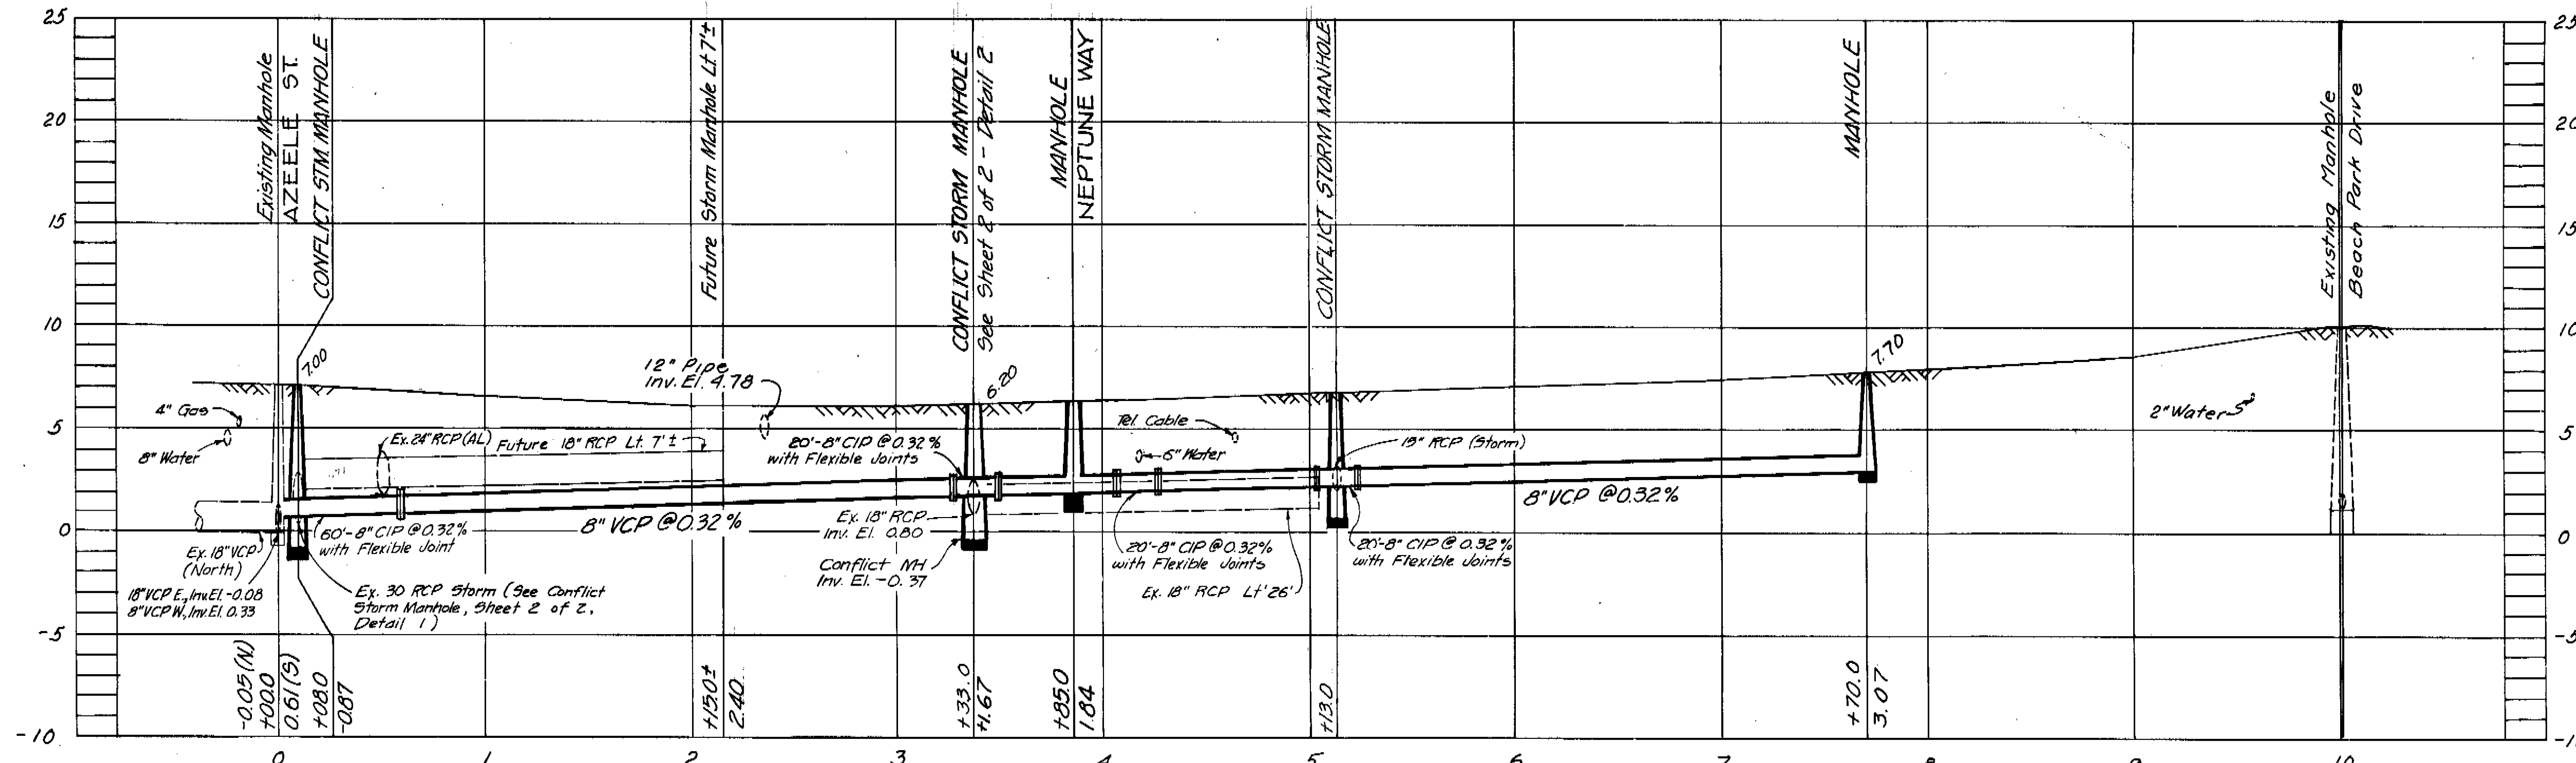 25
20
15
10
5
0
-5
-10
Existing Manhole
AZEELE ST.
CONFLICT STM. MANHOLE
Future Storm Manhole Lt. 7'±
CONFLICT STORM MANHOLE
See Sheet 2 of 2 - Detail 2
MANHOLE
NEPTUNE WAY
CONFLICT STORM MANHOLE
MANHOLE
Existing Manhole
Beach Park Drive
25
20
15
10
5
0
-5
7.00
12" Pipe
Inv. El. 4.78
6.20
7.70
4" Gas
8" Water
Ex. 24" RCP (AL)
Future 18" RCP Lt. 7'±
20'-8" CIP @ 0.32%
with Flexible Joints
Tel. Cable
6" Water
15" RCP (Storm)
2" Water
Ex. 18" VCP
(North)
18" VCP E., Inv. El. -0.08
8" VCP W., Inv. El. 0.33
60'-8" CIP @ 0.32%
with Flexible Joint
8" VCP @ 0.32%
Ex. 30 RCP Storm (See Conflict
Storm Manhole, Sheet 2 of 2,
Detail 1)
Ex. 18" RCP
Inv. El. 0.80
Conflict MH
Inv. El. -0.37
20'-8" CIP @ 0.32%
with Flexible Joints
Ex. 18" RCP Lt 26'
20'-8" CIP @ 0.32%
with Flexible Joints
8" VCP @ 0.32%
-0.05 (N)
+00.0
0.61 (S)
+08.0
-0.87
+15.0±
2.40
+33.0
+1.67
+85.0
1.84
+13.0
+70.0
3.07
0 1 2 3 4 5 6 7 8 9 10